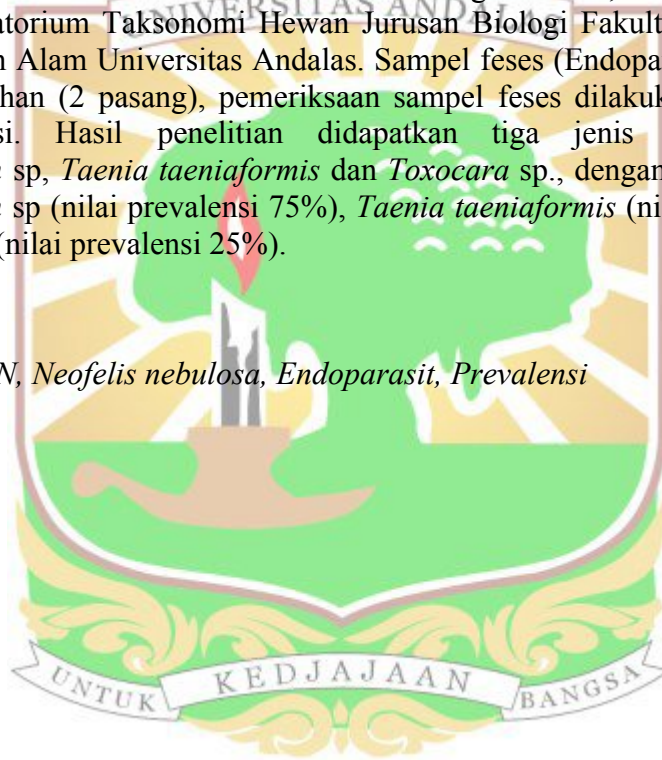 atorium Taksonomi Hewan Jurusan Biologi Fakult
UNIVERSITAS ANDALAS
Alam Universitas Andalas. Sampel feses (Endopa
han (2 pasang), pemeriksaan sampel feses dilakuk
si. Hasil penelitian didapatkan tiga jenis
sp, Taenia taeniaformis dan Toxocara sp., dengan
sp (nilai prevalensi 75%), Taenia taeniaformis (ni
(nilai prevalensi 25%).
N, Neofelis nebulosa, Endoparasit, Prevalensi
UNTUK KEDJAJAAN BANGSA